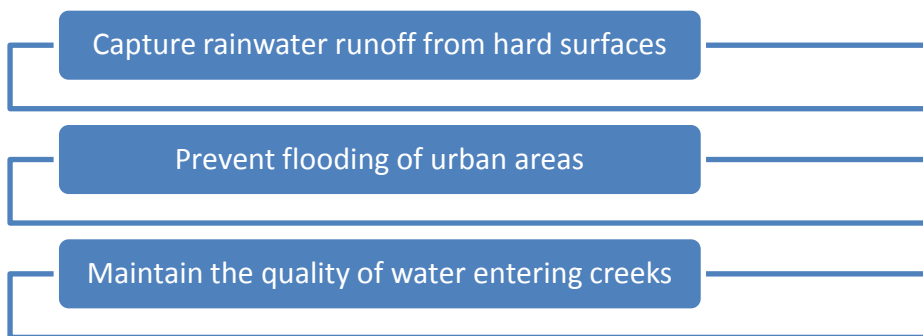 Capture rainwater runoff from hard surfaces
Prevent flooding of urban areas
Maintain the quality of water entering creeks